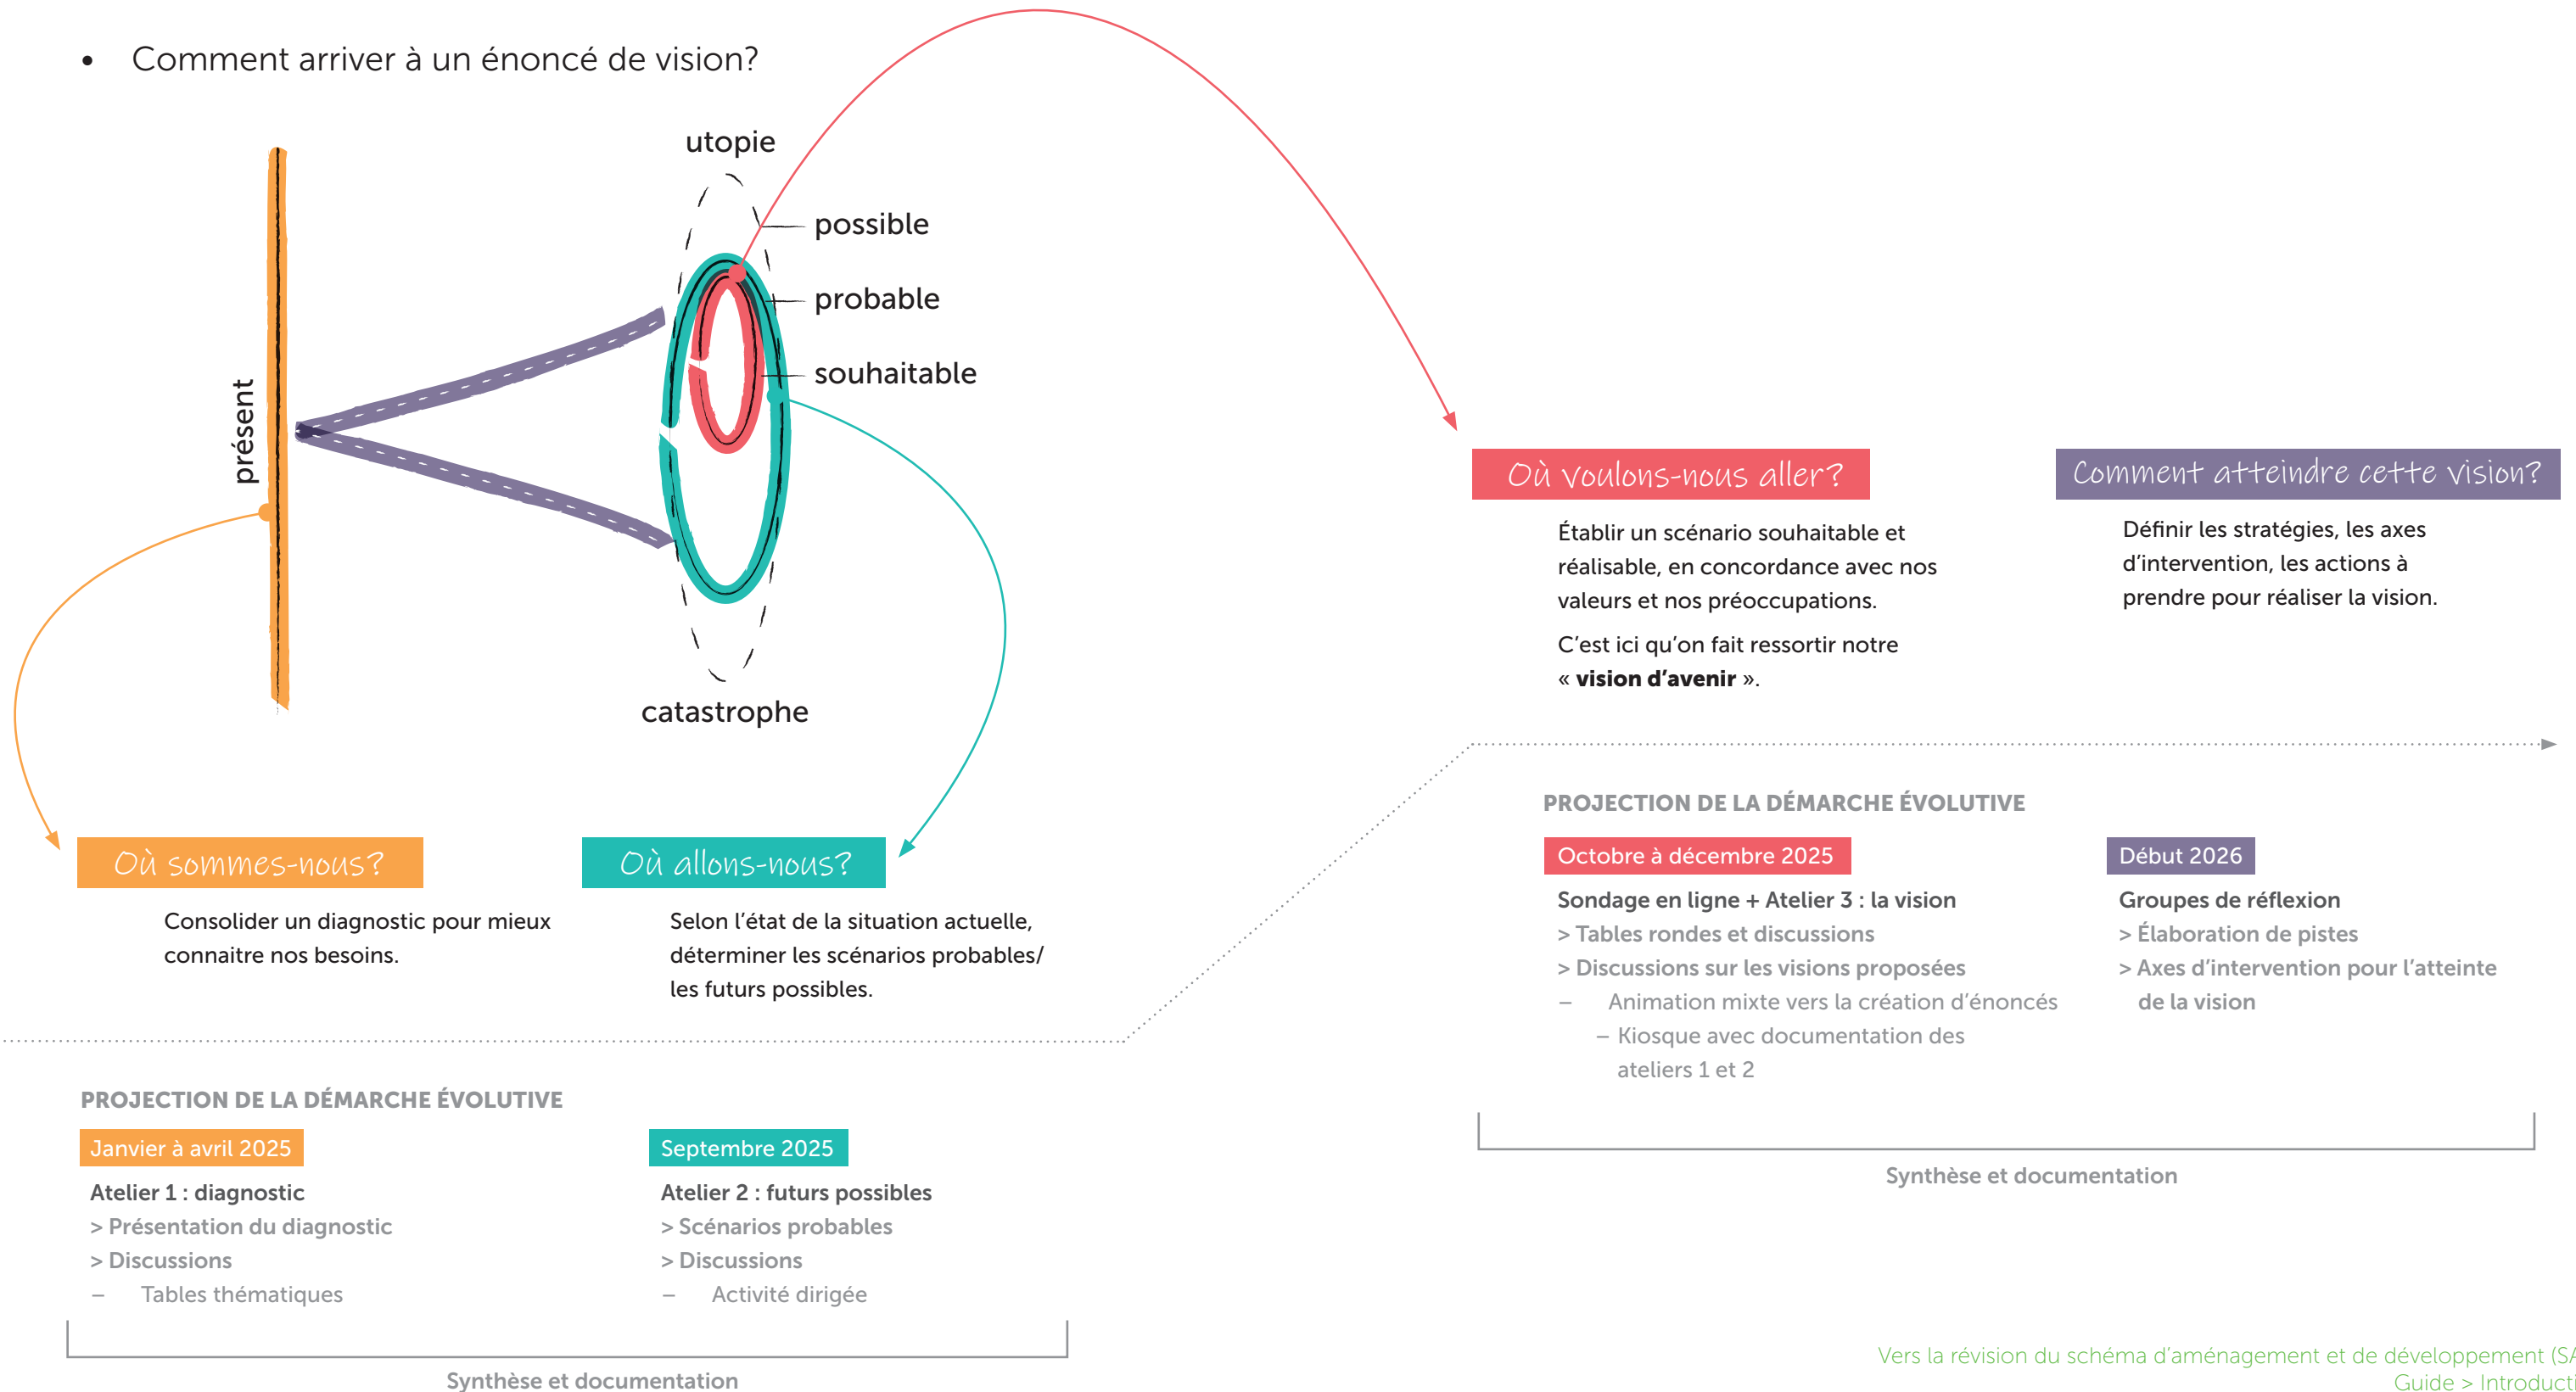 • Comment arriver à un énoncé de vision?
utopie
possible
probable
souhaitable
présent
catastrophe
Où sommes-nous?
Consolider un diagnostic pour mieux
connaitre nos besoins.
Où allons-nous?
Selon l’état de la situation actuelle,
déterminer les scénarios probables/
les futurs possibles.
Où voulons-nous aller?
Établir un scénario souhaitable et
réalisable, en concordance avec nos
valeurs et nos préoccupations.
C’est ici qu’on fait ressortir notre
« vision d’avenir ».
Comment atteindre cette vision?
Définir les stratégies, les axes
d’intervention, les actions à
prendre pour réaliser la vision.
PROJECTION DE LA DÉMARCHE ÉVOLUTIVE
Janvier à avril 2025
Atelier 1 : diagnostic
> Présentation du diagnostic
> Discussions
– Tables thématiques
Septembre 2025
Atelier 2 : futurs possibles
> Scénarios probables
> Discussions
– Activité dirigée
Synthèse et documentation
PROJECTION DE LA DÉMARCHE ÉVOLUTIVE
Octobre à décembre 2025
Sondage en ligne + Atelier 3 : la vision
> Tables rondes et discussions
> Discussions sur les visions proposées
– Animation mixte vers la création d’énoncés
– Kiosque avec documentation des
ateliers 1 et 2
Début 2026
Groupes de réflexion
> Élaboration de pistes
> Axes d’intervention pour l’atteinte
de la vision
Synthèse et documentation
Vers la révision du schéma d’aménagement et de développement (SA
Guide > Introduct